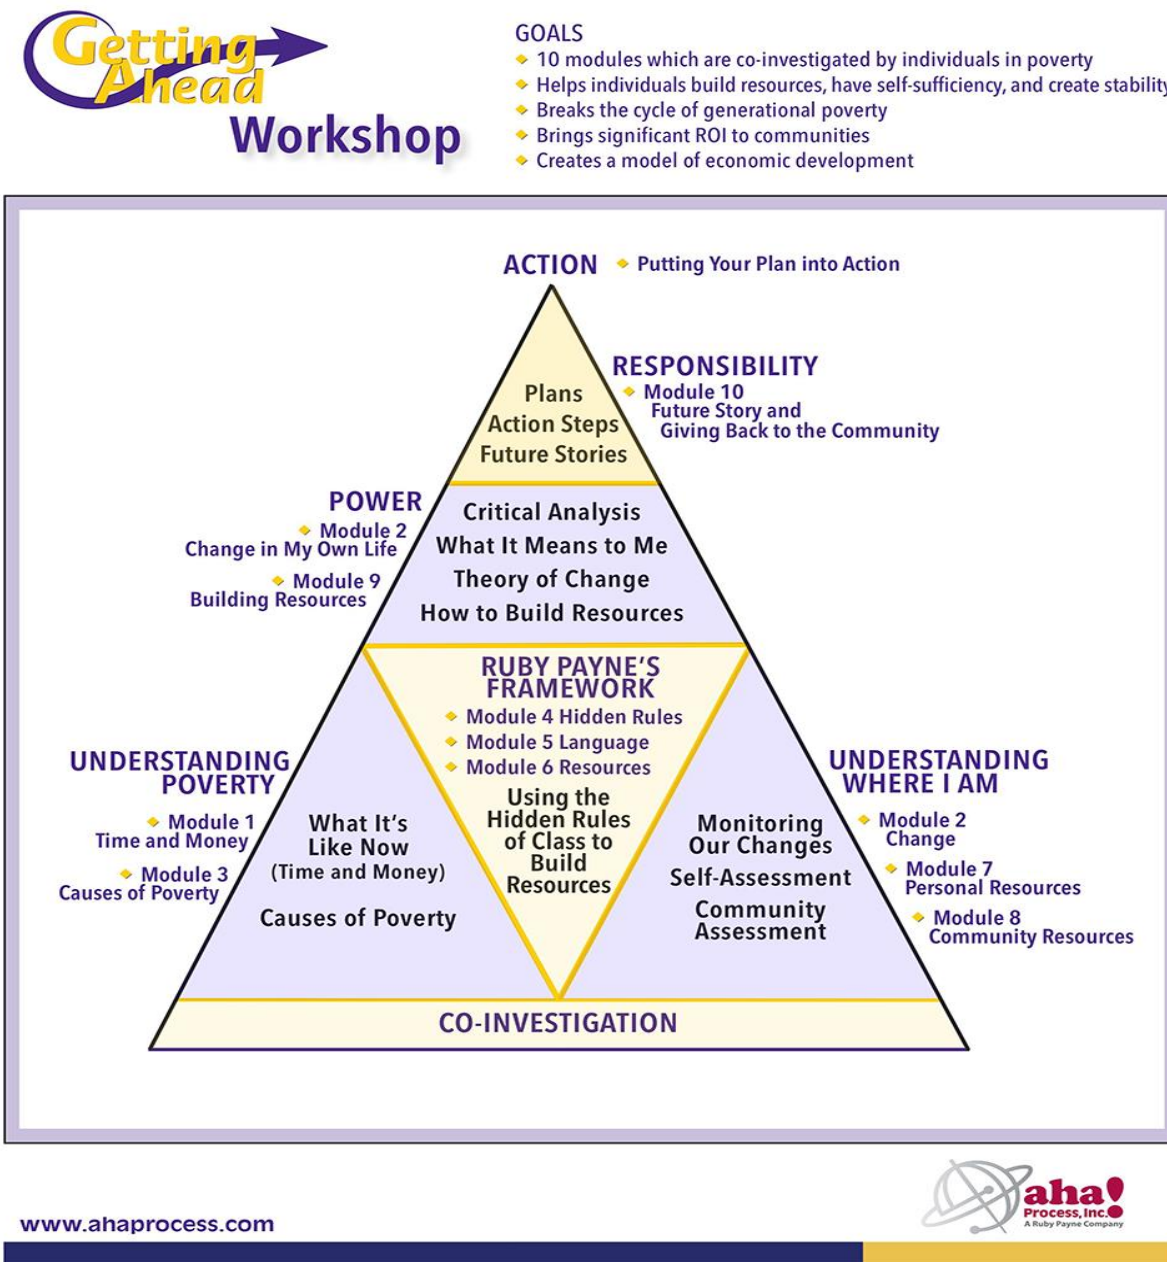 Getting
Ahead
Workshop
GOALS
10 modules which are co-investigated by individuals in poverty
Helps individuals build resources, have self-sufficiency, and create stability
Breaks the cycle of generational poverty
Brings significant ROI to communities
Creates a model of economic development
ACTION
Putting Your Plan into Action
RESPONSIBILITY
Module 10
Future Story and
Giving Back to the Community
Plans
Action Steps
Future Stories
POWER
Module 2
Change in My Own Life
Module 9
Building Resources
Critical Analysis
What It Means to Me
Theory of Change
How to Build Resources
RUBY PAYNE'S
FRAMEWORK
Module 4 Hidden Rules
Module 5 Language
Module 6 Resources
Using the
Hidden Rules
of Class to
Build
Resources
UNDERSTANDING
POVERTY
Module 1
Time and Money
Module 3
Causes of Poverty
What It's
Like Now
(Time and Money)
Causes of Poverty
Monitoring
Our Changes
Self-Assessment
Community
Assessment
UNDERSTANDING
WHERE I AM
Module 2
Change
Module 7
Personal Resources
Module 8
Community Resources
CO-INVESTIGATION
www.ahaprocess.com
aha!
Process, Inc.
A Ruby Payne Company